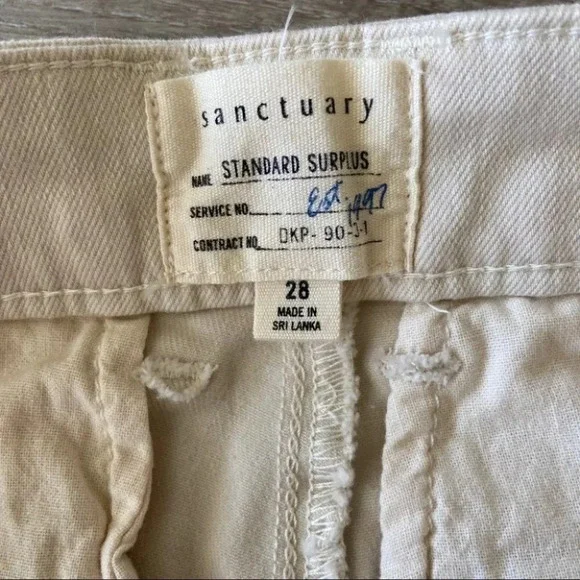 sanctuary
NAME STANDARD SURPLUS
SERVICE NO. Est. 1997
CONTRACT NO. DKP-90-3-1
28
MADE IN
SRI LANKA